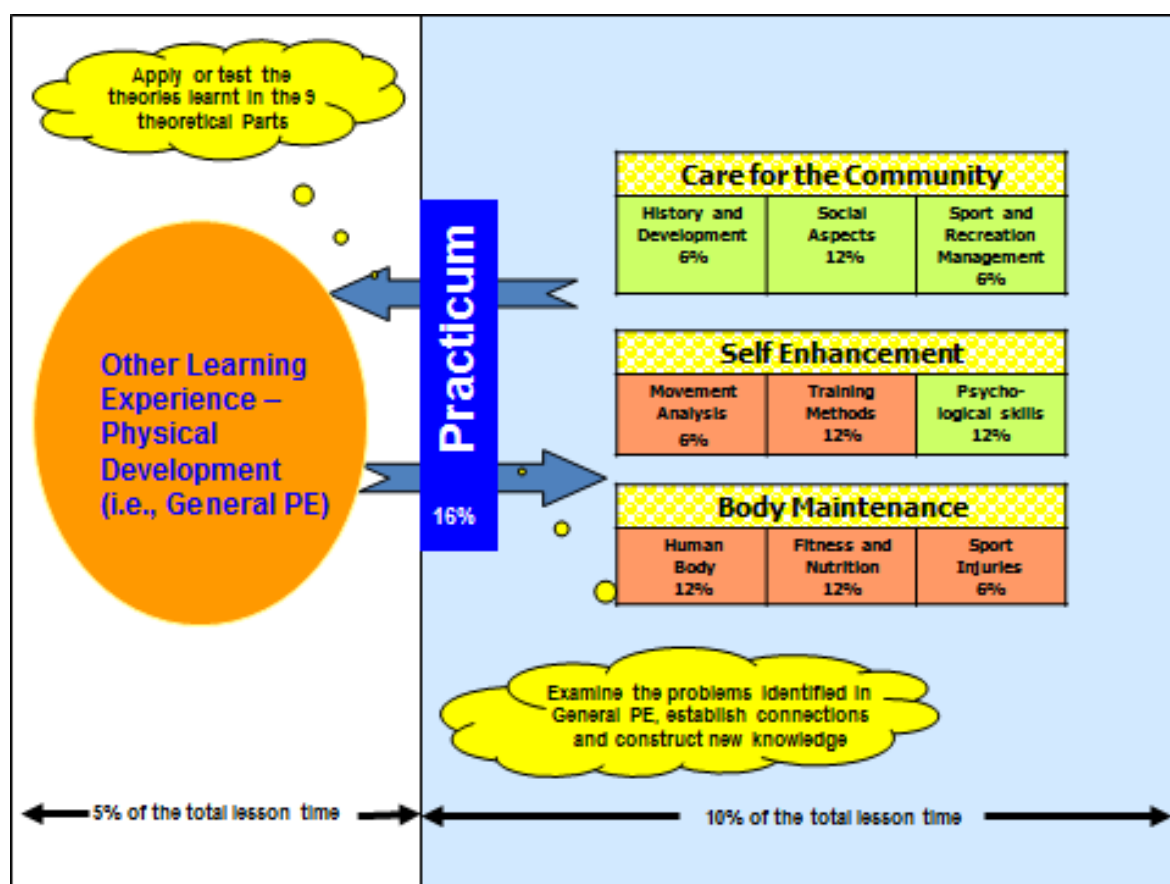 Apply or test the
theories learnt in the 9
theoretical Parts
Other Learning
Experience –
Physical
Development
(i.e., General PE)
Practicum
16%
Care for the Community
History and
Development
6%
Social
Aspects
12%
Sport and
Recreation
Management
6%
Self Enhancement
Movement
Analysis
6%
Training
Methods
12%
Psycho-
logical skills
12%
Body Maintenance
Human
Body
12%
Fitness and
Nutrition
12%
Sport
Injuries
6%
Examine the problems identified in
General PE, establish connections
and construct new knowledge
5% of the total lesson time
10% of the total lesson time